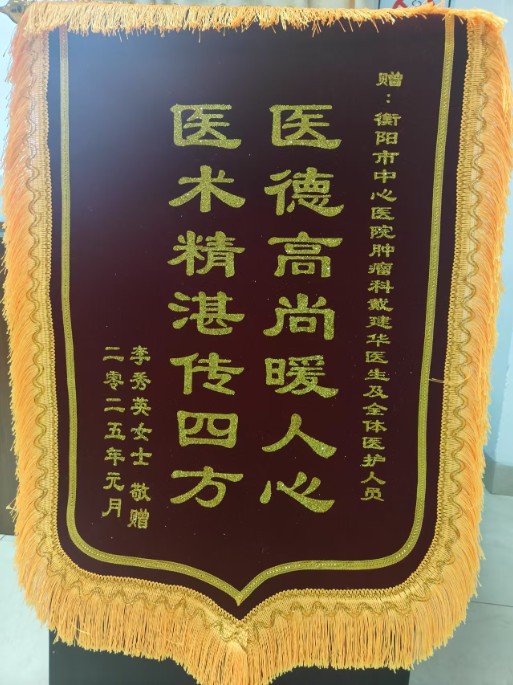 赠：衡阳市中心医院肿瘤科戴建华医生及全体医护人员
医德高尚暖人心
医术精湛传四方
李秀英女士 敬赠
二零二五年元月